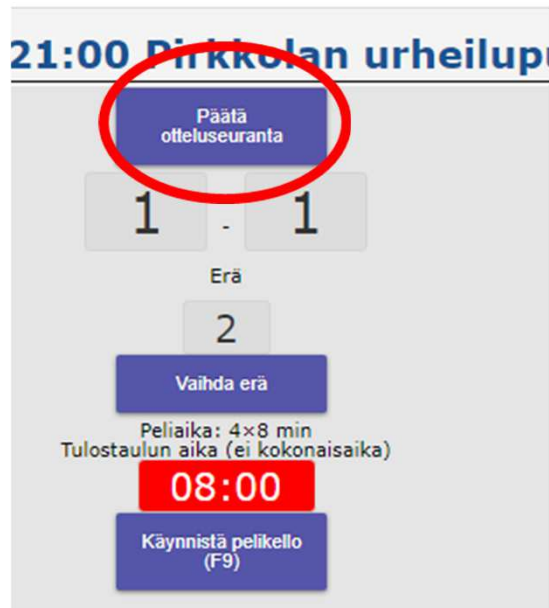 21:00 Pirkkolan urheilupu
Päätä
otteluseuranta
1 - 1
Erä
2
Vaihda erä
Peliaika: 4×8 min
Tulostaulun aika (ei kokonaisaika)
08:00
Käynnistä pelikello
(F9)